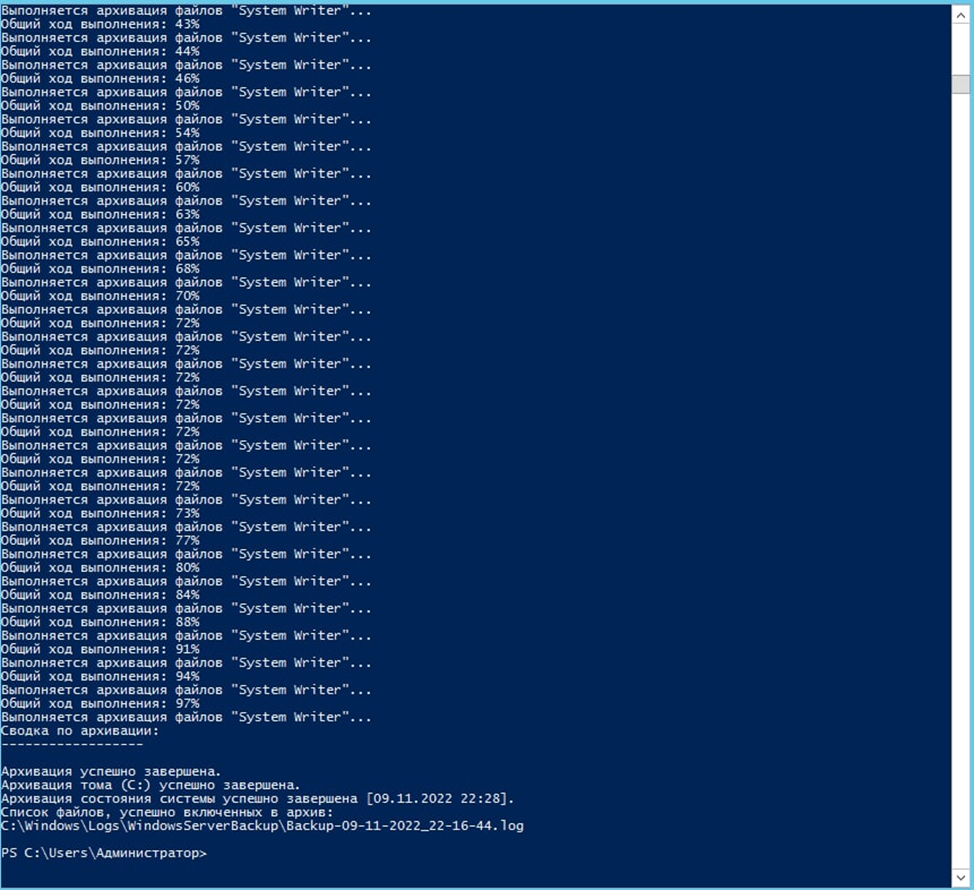 Выполняется архивация файлов "System Writer"...
Общий ход выполнения: 43%
Выполняется архивация файлов "System Writer"...
Общий ход выполнения: 44%
Выполняется архивация файлов "System Writer"...
Общий ход выполнения: 46%
Выполняется архивация файлов "System Writer"...
Общий ход выполнения: 50%
Выполняется архивация файлов "System Writer"...
Общий ход выполнения: 54%
Выполняется архивация файлов "System Writer"...
Общий ход выполнения: 57%
Выполняется архивация файлов "System Writer"...
Общий ход выполнения: 60%
Выполняется архивация файлов "System Writer"...
Общий ход выполнения: 63%
Выполняется архивация файлов "System Writer"...
Общий ход выполнения: 65%
Выполняется архивация файлов "System Writer"...
Общий ход выполнения: 68%
Выполняется архивация файлов "System Writer"...
Общий ход выполнения: 70%
Выполняется архивация файлов "System Writer"...
Общий ход выполнения: 72%
Выполняется архивация файлов "System Writer"...
Общий ход выполнения: 72%
Выполняется архивация файлов "System Writer"...
Общий ход выполнения: 72%
Выполняется архивация файлов "System Writer"...
Общий ход выполнения: 72%
Выполняется архивация файлов "System Writer"...
Общий ход выполнения: 72%
Выполняется архивация файлов "System Writer"...
Общий ход выполнения: 72%
Выполняется архивация файлов "System Writer"...
Общий ход выполнения: 72%
Выполняется архивация файлов "System Writer"...
Общий ход выполнения: 73%
Выполняется архивация файлов "System Writer"...
Общий ход выполнения: 77%
Выполняется архивация файлов "System Writer"...
Общий ход выполнения: 80%
Выполняется архивация файлов "System Writer"...
Общий ход выполнения: 84%
Выполняется архивация файлов "System Writer"...
Общий ход выполнения: 88%
Выполняется архивация файлов "System Writer"...
Общий ход выполнения: 91%
Выполняется архивация файлов "System Writer"...
Общий ход выполнения: 94%
Выполняется архивация файлов "System Writer"...
Общий ход выполнения: 97%
Выполняется архивация файлов "System Writer"...
Сводка по архивации:
------------------
Архивация успешно завершена.
Архивация тома (C:) успешно завершена.
Архивация состояния системы успешно завершена [09.11.2022 22:28].
Список файлов, успешно включенных в архив:
C:\Windows\Logs\WindowsServerBackup\Backup-09-11-2022_22-16-44.log
PS C:\Users\Администратор>